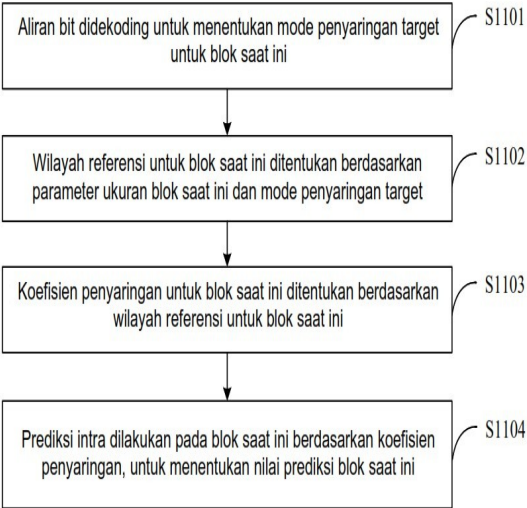 Aliran bit didekoding untuk menentukan mode penyaringan target
untuk blok saat ini
S1101
Wilayah referensi untuk blok saat ini ditentukan berdasarkan
parameter ukuran blok saat ini dan mode penyaringan target
S1102
Koefisien penyaringan untuk blok saat ini ditentukan berdasarkan
wilayah referensi untuk blok saat ini
S1103
Prediksi intra dilakukan pada blok saat ini berdasarkan koefisien
penyaringan, untuk menentukan nilai prediksi blok saat ini
S1104